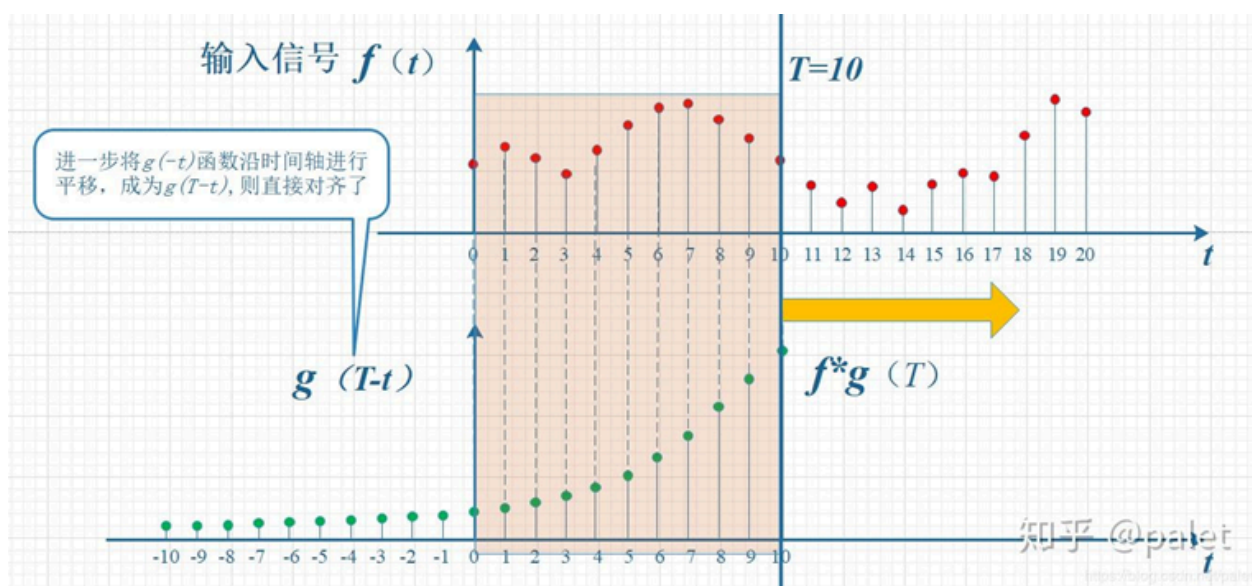 输入信号 f（t）
T=10
进一步将g(-t)函数沿时间轴进行
平移，成为g(T-t),则直接对齐了
0 1 2 3 4 5 6 7 8 9 10 11 12 13 14 15 16 17 18 19 20
t
g（T-t）
f*g（T）
知乎 @palet
-10 -9 -8 -7 -6 -5 -4 -3 -2 -1 0 1 2 3 4 5 6 7 8 9 10
t